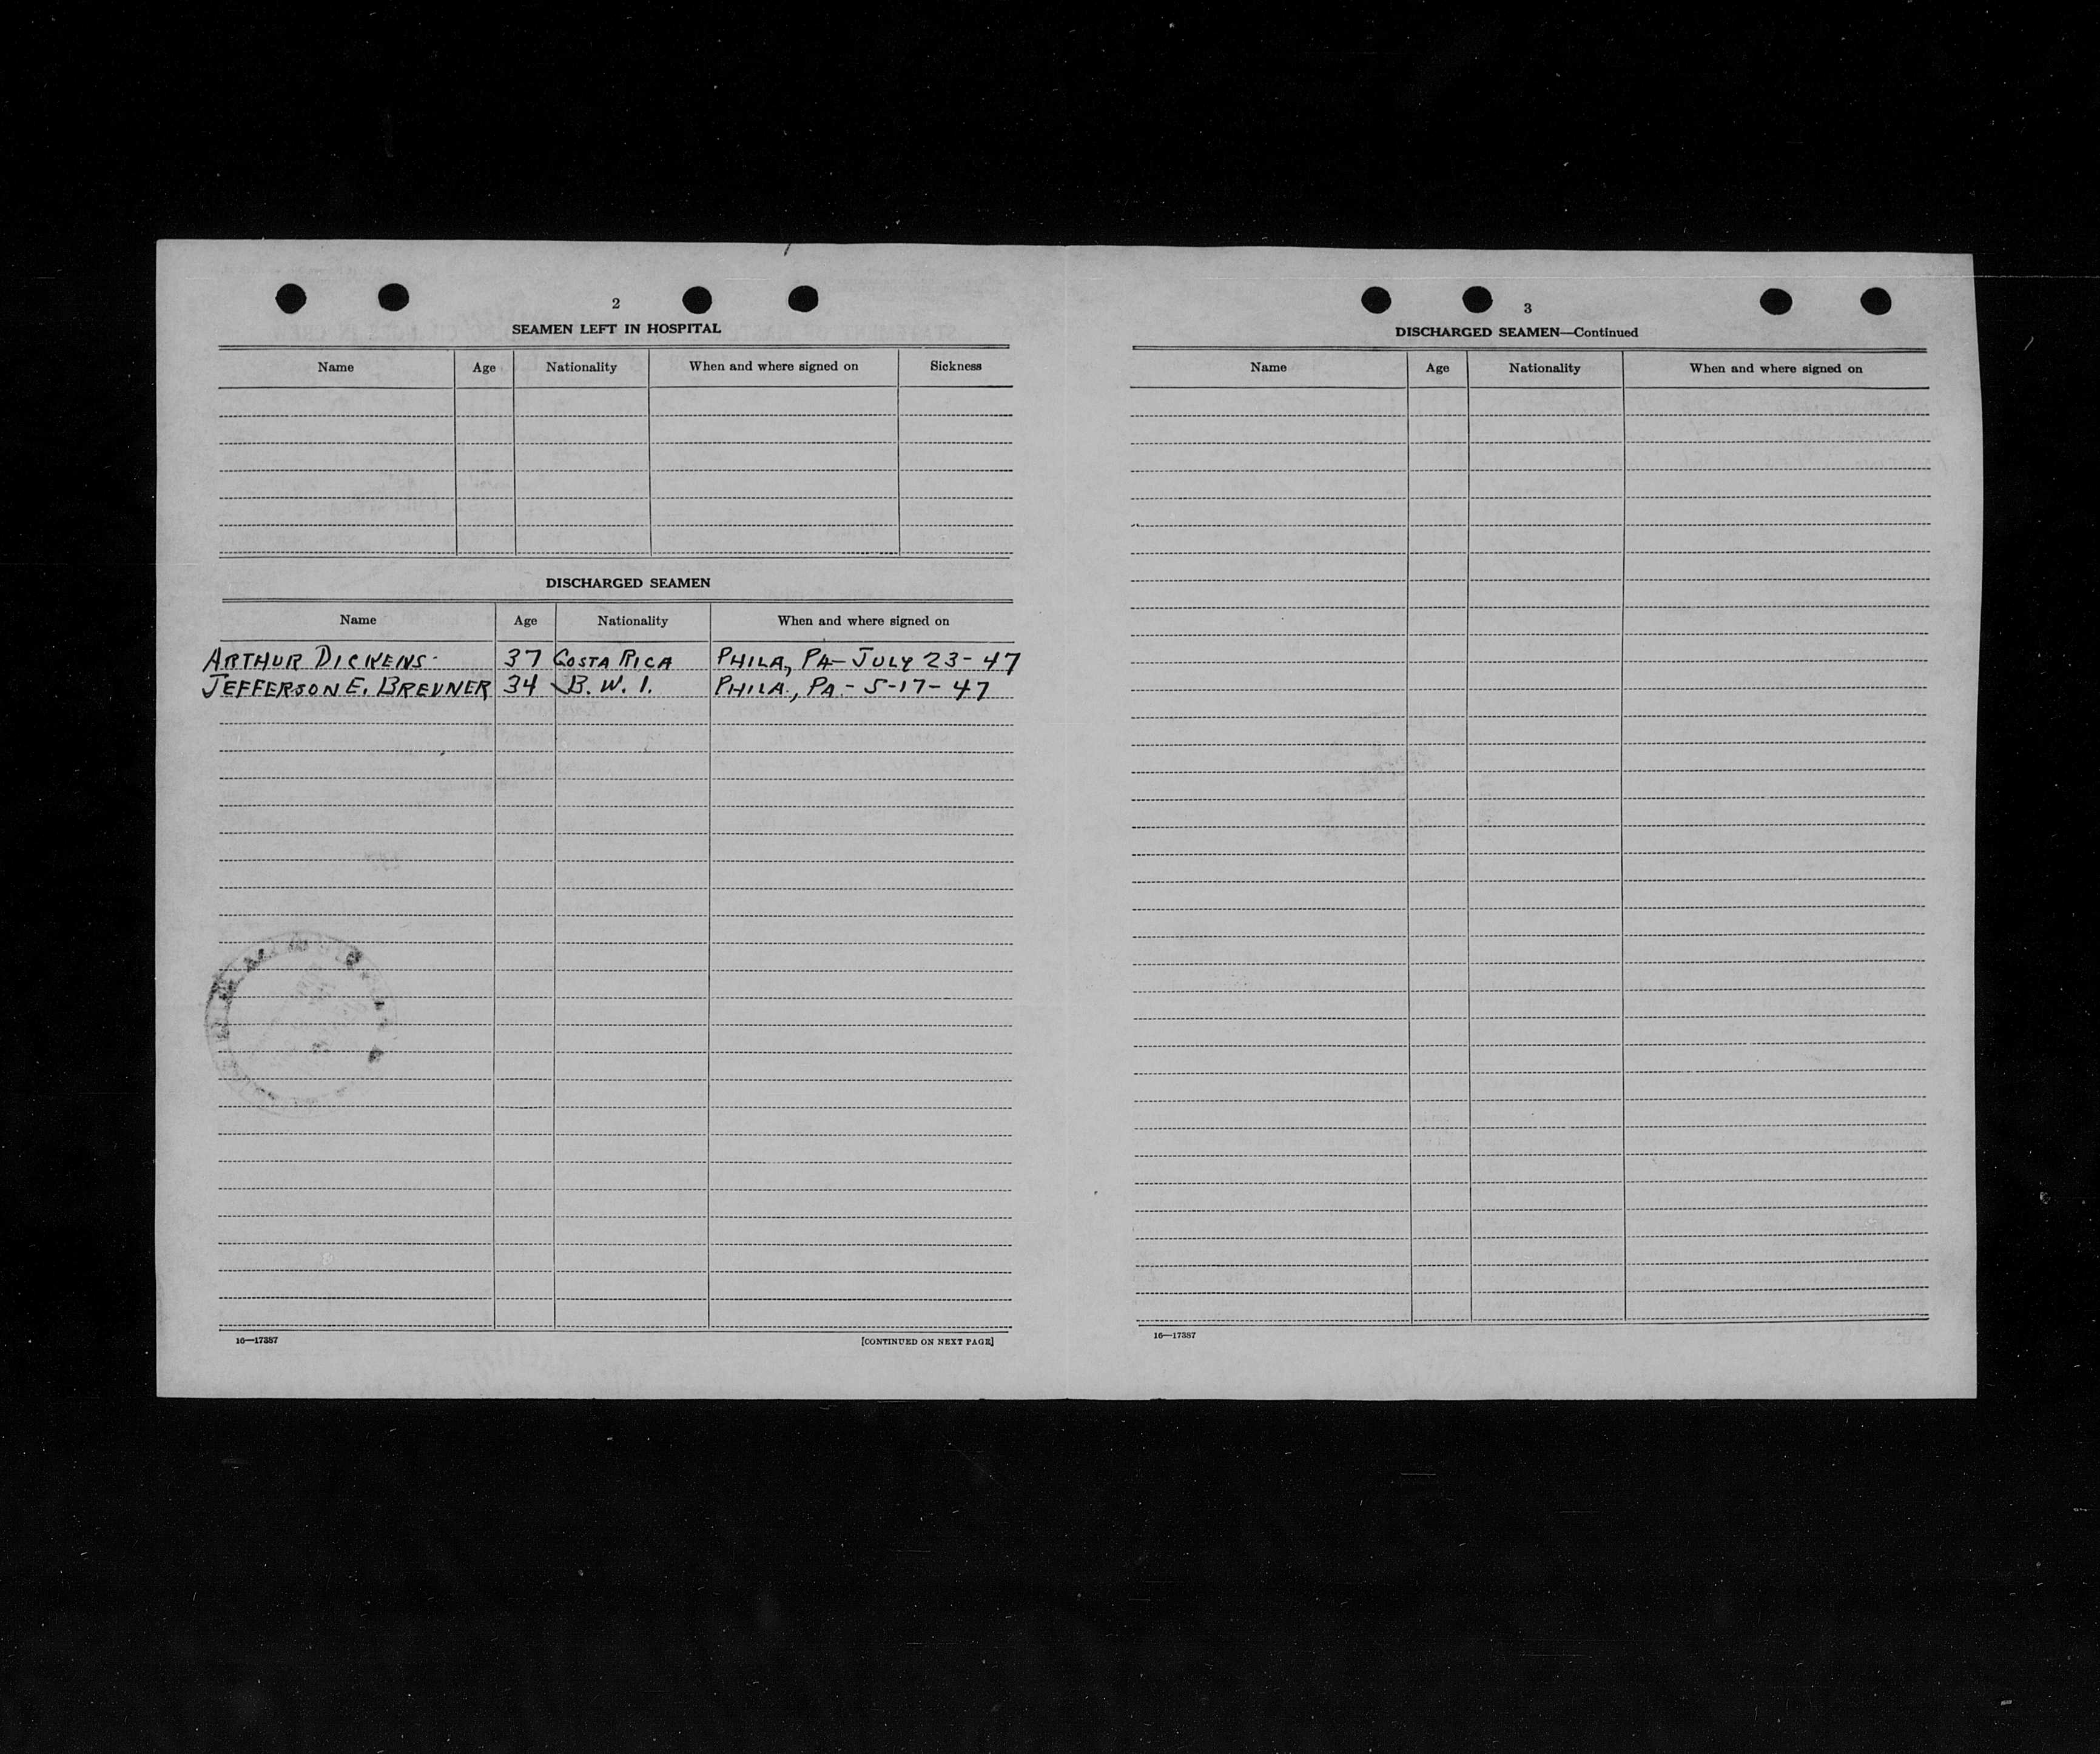 2
SEAMEN LEFT IN HOSPITAL
Name Age Nationality When and where signed on Sickness
DISCHARGED SEAMEN
Name Age Nationality When and where signed on
ARTHUR DICKENS. 37 COSTA RICA PHILA, PA- JULY 23-47
JEFFERSON E. BREVNER 34 B. W. I. PHILA., PA.- 5-17-47
16—17387
[CONTINUED ON NEXT PAGE]
3
DISCHARGED SEAMEN—Continued
Name Age Nationality When and where signed on
16—17387